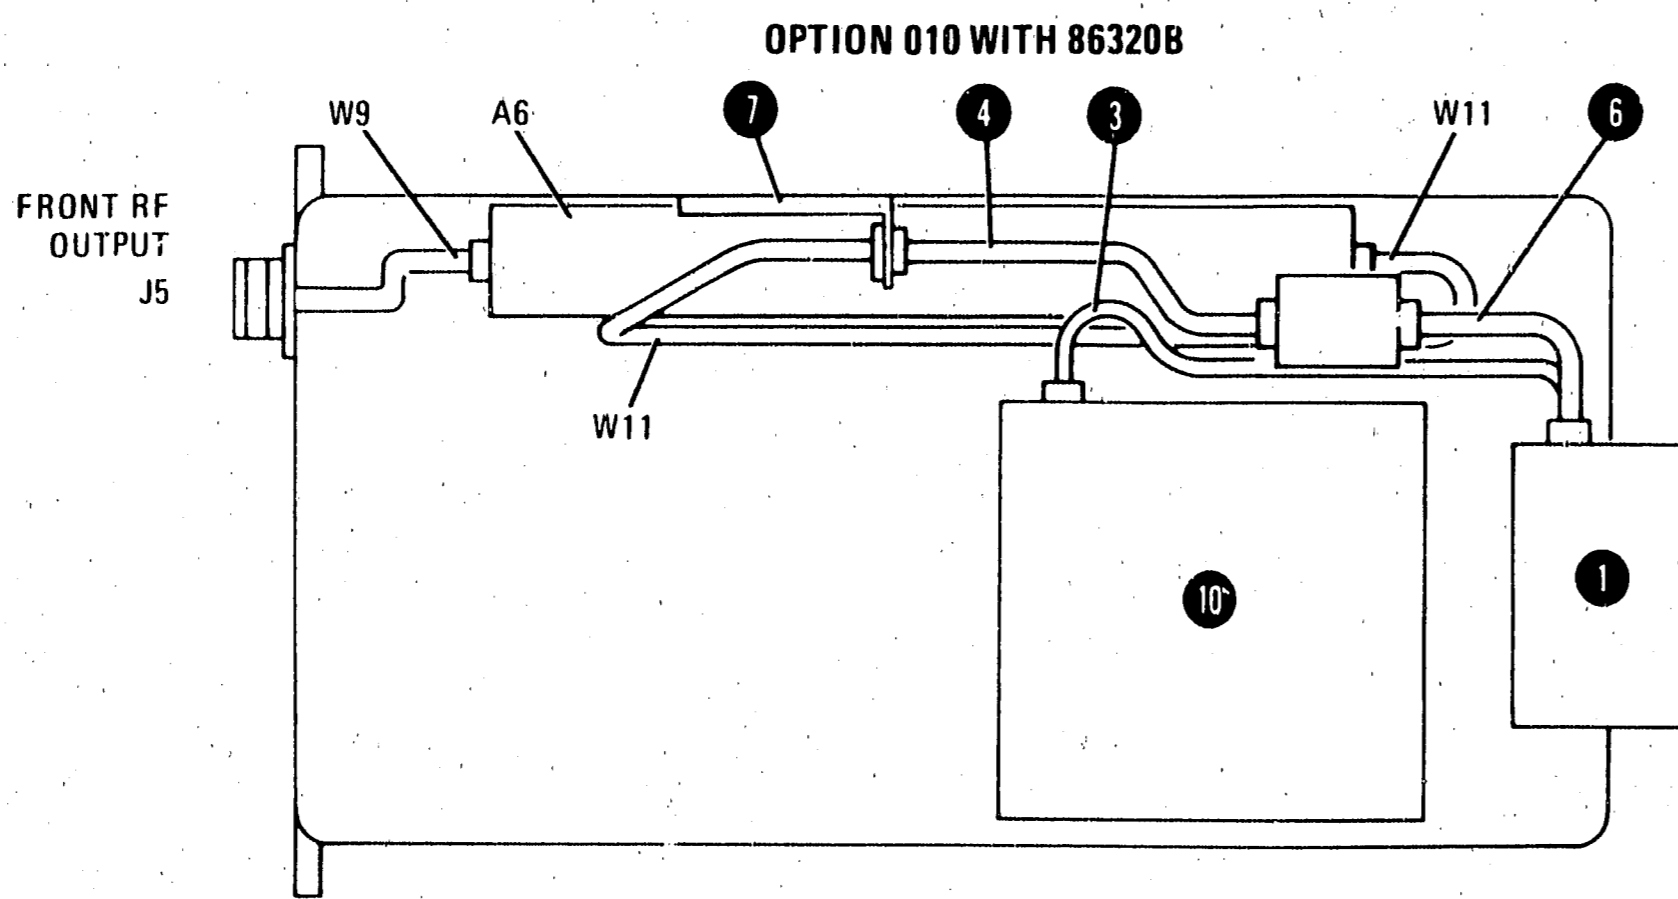 OPTION 010 WITH 86320B
W9 A6 7 4 3 W11 6
FRONT RF
OUTPUT
J5
W11
10
1